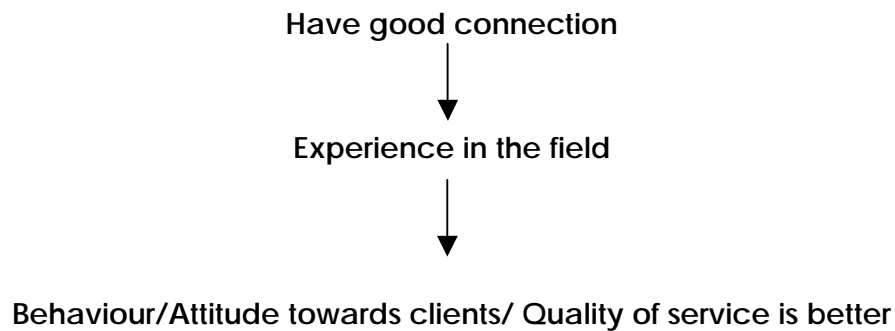 Have good connection
Experience in the field
Behaviour/Attitude towards clients/ Quality of service is better